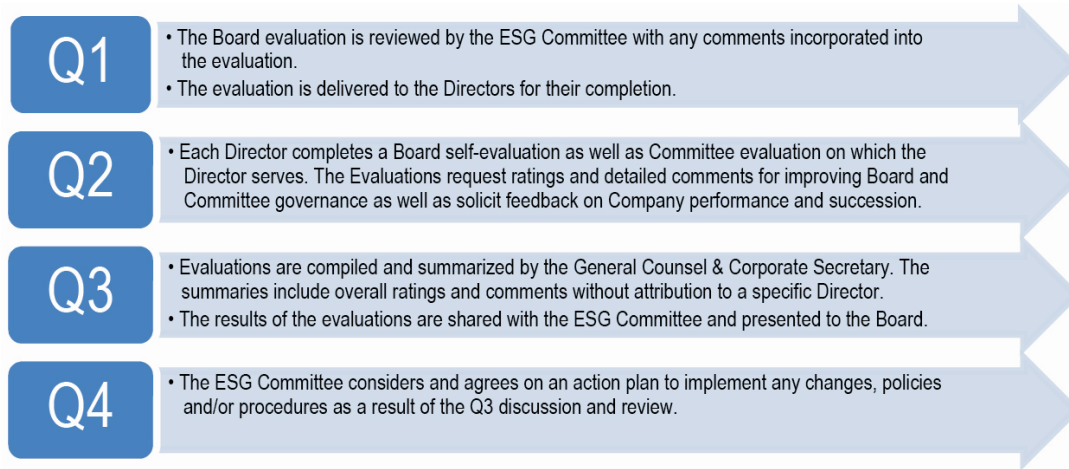 Q1
• The Board evaluation is reviewed by the ESG Committee with any comments incorporated into
the evaluation.
• The evaluation is delivered to the Directors for their completion.
Q2
• Each Director completes a Board self-evaluation as well as Committee evaluation on which the
Director serves. The Evaluations request ratings and detailed comments for improving Board and
Committee governance as well as solicit feedback on Company performance and succession.
Q3
• Evaluations are compiled and summarized by the General Counsel & Corporate Secretary. The
summaries include overall ratings and comments without attribution to a specific Director.
• The results of the evaluations are shared with the ESG Committee and presented to the Board.
Q4
• The ESG Committee considers and agrees on an action plan to implement any changes, policies
and/or procedures as a result of the Q3 discussion and review.